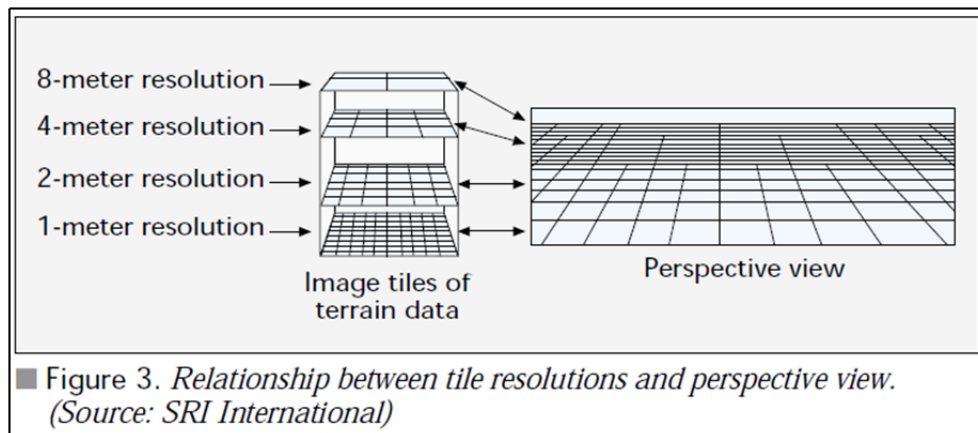 8-meter resolution
4-meter resolution
2-meter resolution
1-meter resolution
Image tiles of
terrain data
Perspective view
Figure 3. Relationship between tile resolutions and perspective view.
(Source: SRI International)